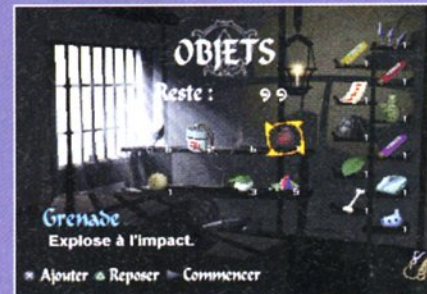 OBJETS
Reste : 99
Grenade
Explose à l'impact.
Ajouter Reposer Commencer